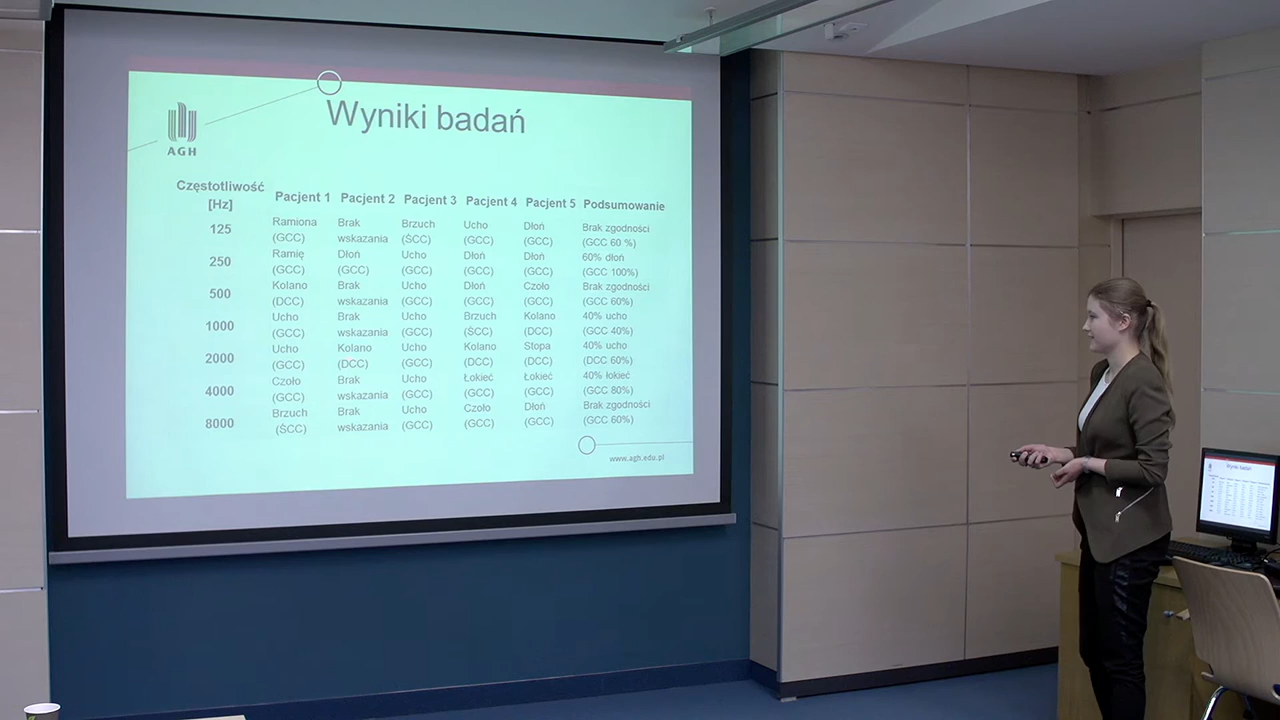 Wyniki badań
AGH
Częstotliwość [Hz] Pacjent 1 Pacjent 2 Pacjent 3 Pacjent 4 Pacjent 5 Podsumowanie
125 Ramiona (GCC) Brak wskazania Brzuch (ŚCC) Ucho (GCC) Dłoń (GCC) Brak zgodności (GCC 60 %)
250 Ramię (GCC) Dłoń (GCC) Ucho (GCC) Dłoń (GCC) Dłoń (GCC) 60% dłoń (GCC 100%)
500 Kolano (DCC) Brak wskazania Ucho (GCC) Dłoń (GCC) Czoło (GCC) Brak zgodności (GCC 60%)
1000 Ucho (GCC) Brak wskazania Ucho (GCC) Brzuch (ŚCC) Kolano (DCC) 40% ucho (GCC 40%)
2000 Ucho (GCC) Kolano (DCC) Ucho (GCC) Kolano (DCC) Stopa (DCC) 40% ucho (DCC 60%)
4000 Czoło (GCC) Brak wskazania Ucho (GCC) Łokieć (GCC) Łokieć (GCC) 40% łokieć (GCC 80%)
8000 Brzuch (ŚCC) Brak wskazania Ucho (GCC) Czoło (GCC) Dłoń (GCC) Brak zgodności (GCC 60%)
www.agh.edu.pl
Wyniki badań